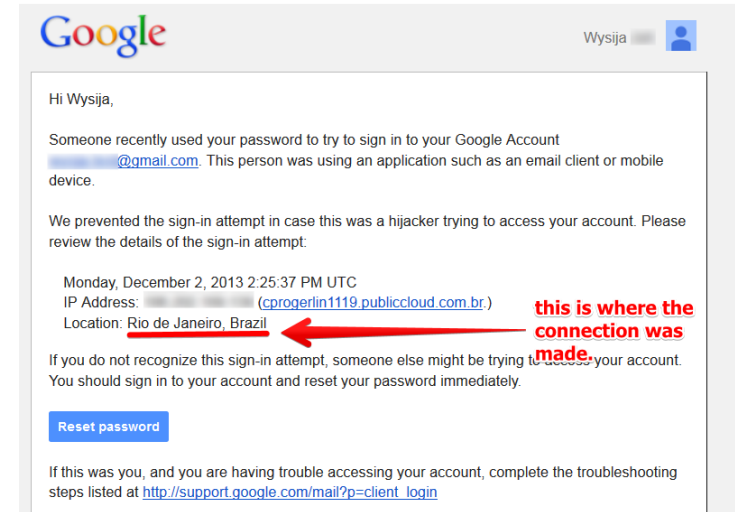 Google
Wysija
Hi Wysija,
Someone recently used your password to try to sign in to your Google Account
@gmail.com. This person was using an application such as an email client or mobile
device.
We prevented the sign-in attempt in case this was a hijacker trying to access your account. Please
review the details of the sign-in attempt:
Monday, December 2, 2013 2:25:37 PM UTC
IP Address: (cprogerlin1119.publiccloud.com.br.)
Location: Rio de Janeiro, Brazil
this is where the
connection was
made.
If you do not recognize this sign-in attempt, someone else might be trying to access your account.
You should sign in to your account and reset your password immediately.
Reset password
If this was you, and you are having trouble accessing your account, complete the troubleshooting
steps listed at http://support.google.com/mail?p=client_login